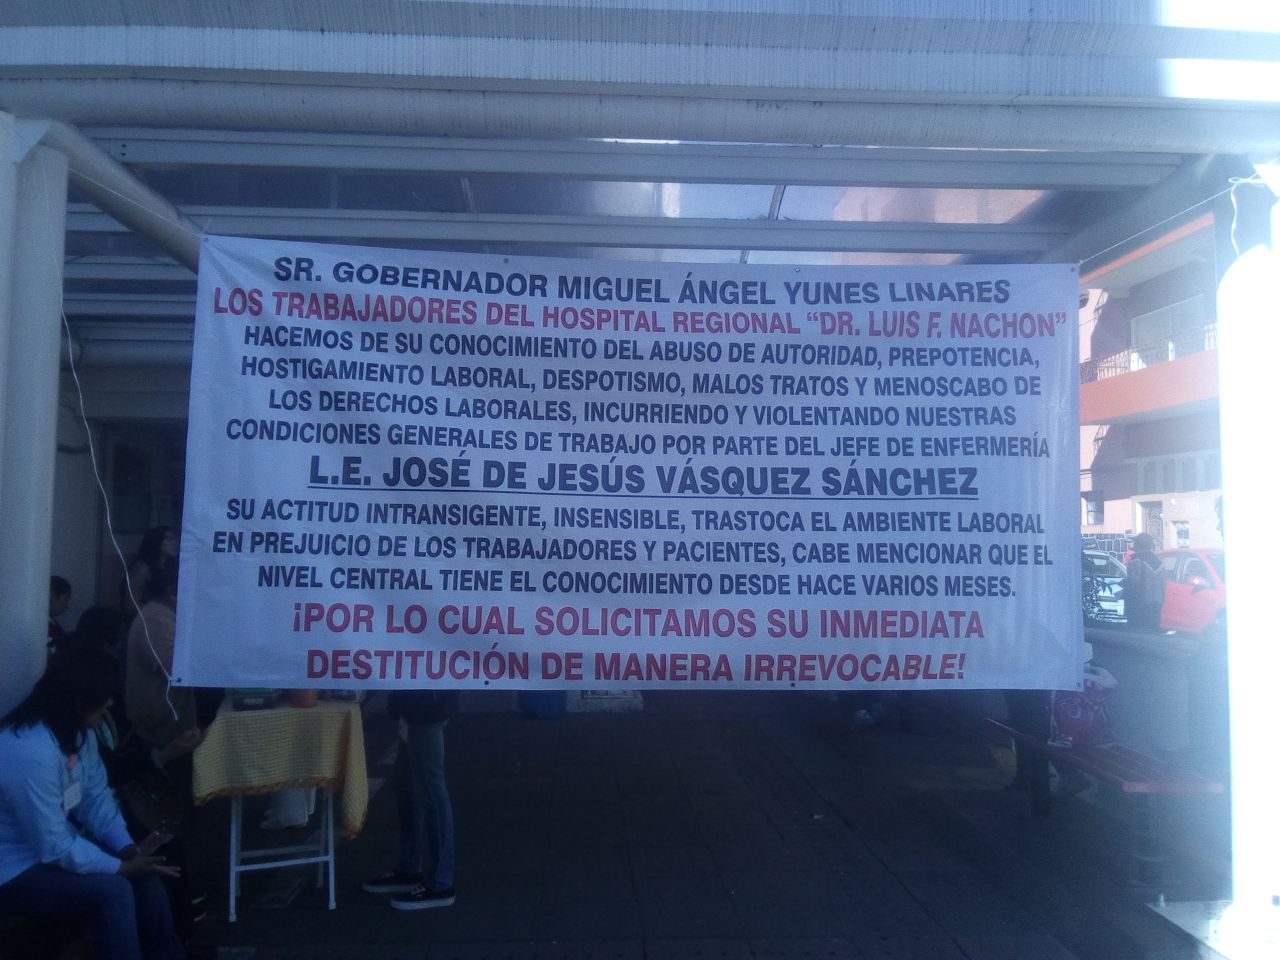 SR. GOBERNADOR MIGUEL ÁNGEL YUNES LINARES
LOS TRABAJADORES DEL HOSPITAL REGIONAL “DR. LUIS F. NACHON”
HACEMOS DE SU CONOCIMIENTO DEL ABUSO DE AUTORIDAD, PREPOTENCIA,
HOSTIGAMIENTO LABORAL, DESPOTISMO, MALOS TRATOS Y MENOSCABO DE
LOS DERECHOS LABORALES, INCURRIENDO Y VIOLENTANDO NUESTRAS
CONDICIONES GENERALES DE TRABAJO POR PARTE DEL JEFE DE ENFERMERÍA
L.E. JOSÉ DE JESÚS VÁSQUEZ SÁNCHEZ
SU ACTITUD INTRANSIGENTE, INSENSIBLE, TRASTOCA EL AMBIENTE LABORAL
EN PREJUICIO DE LOS TRABAJADORES Y PACIENTES, CABE MENCIONAR QUE EL
NIVEL CENTRAL TIENE EL CONOCIMIENTO DESDE HACE VARIOS MESES.
¡POR LO CUAL SOLICITAMOS SU INMEDIATA
DESTITUCIÓN DE MANERA IRREVOCABLE!